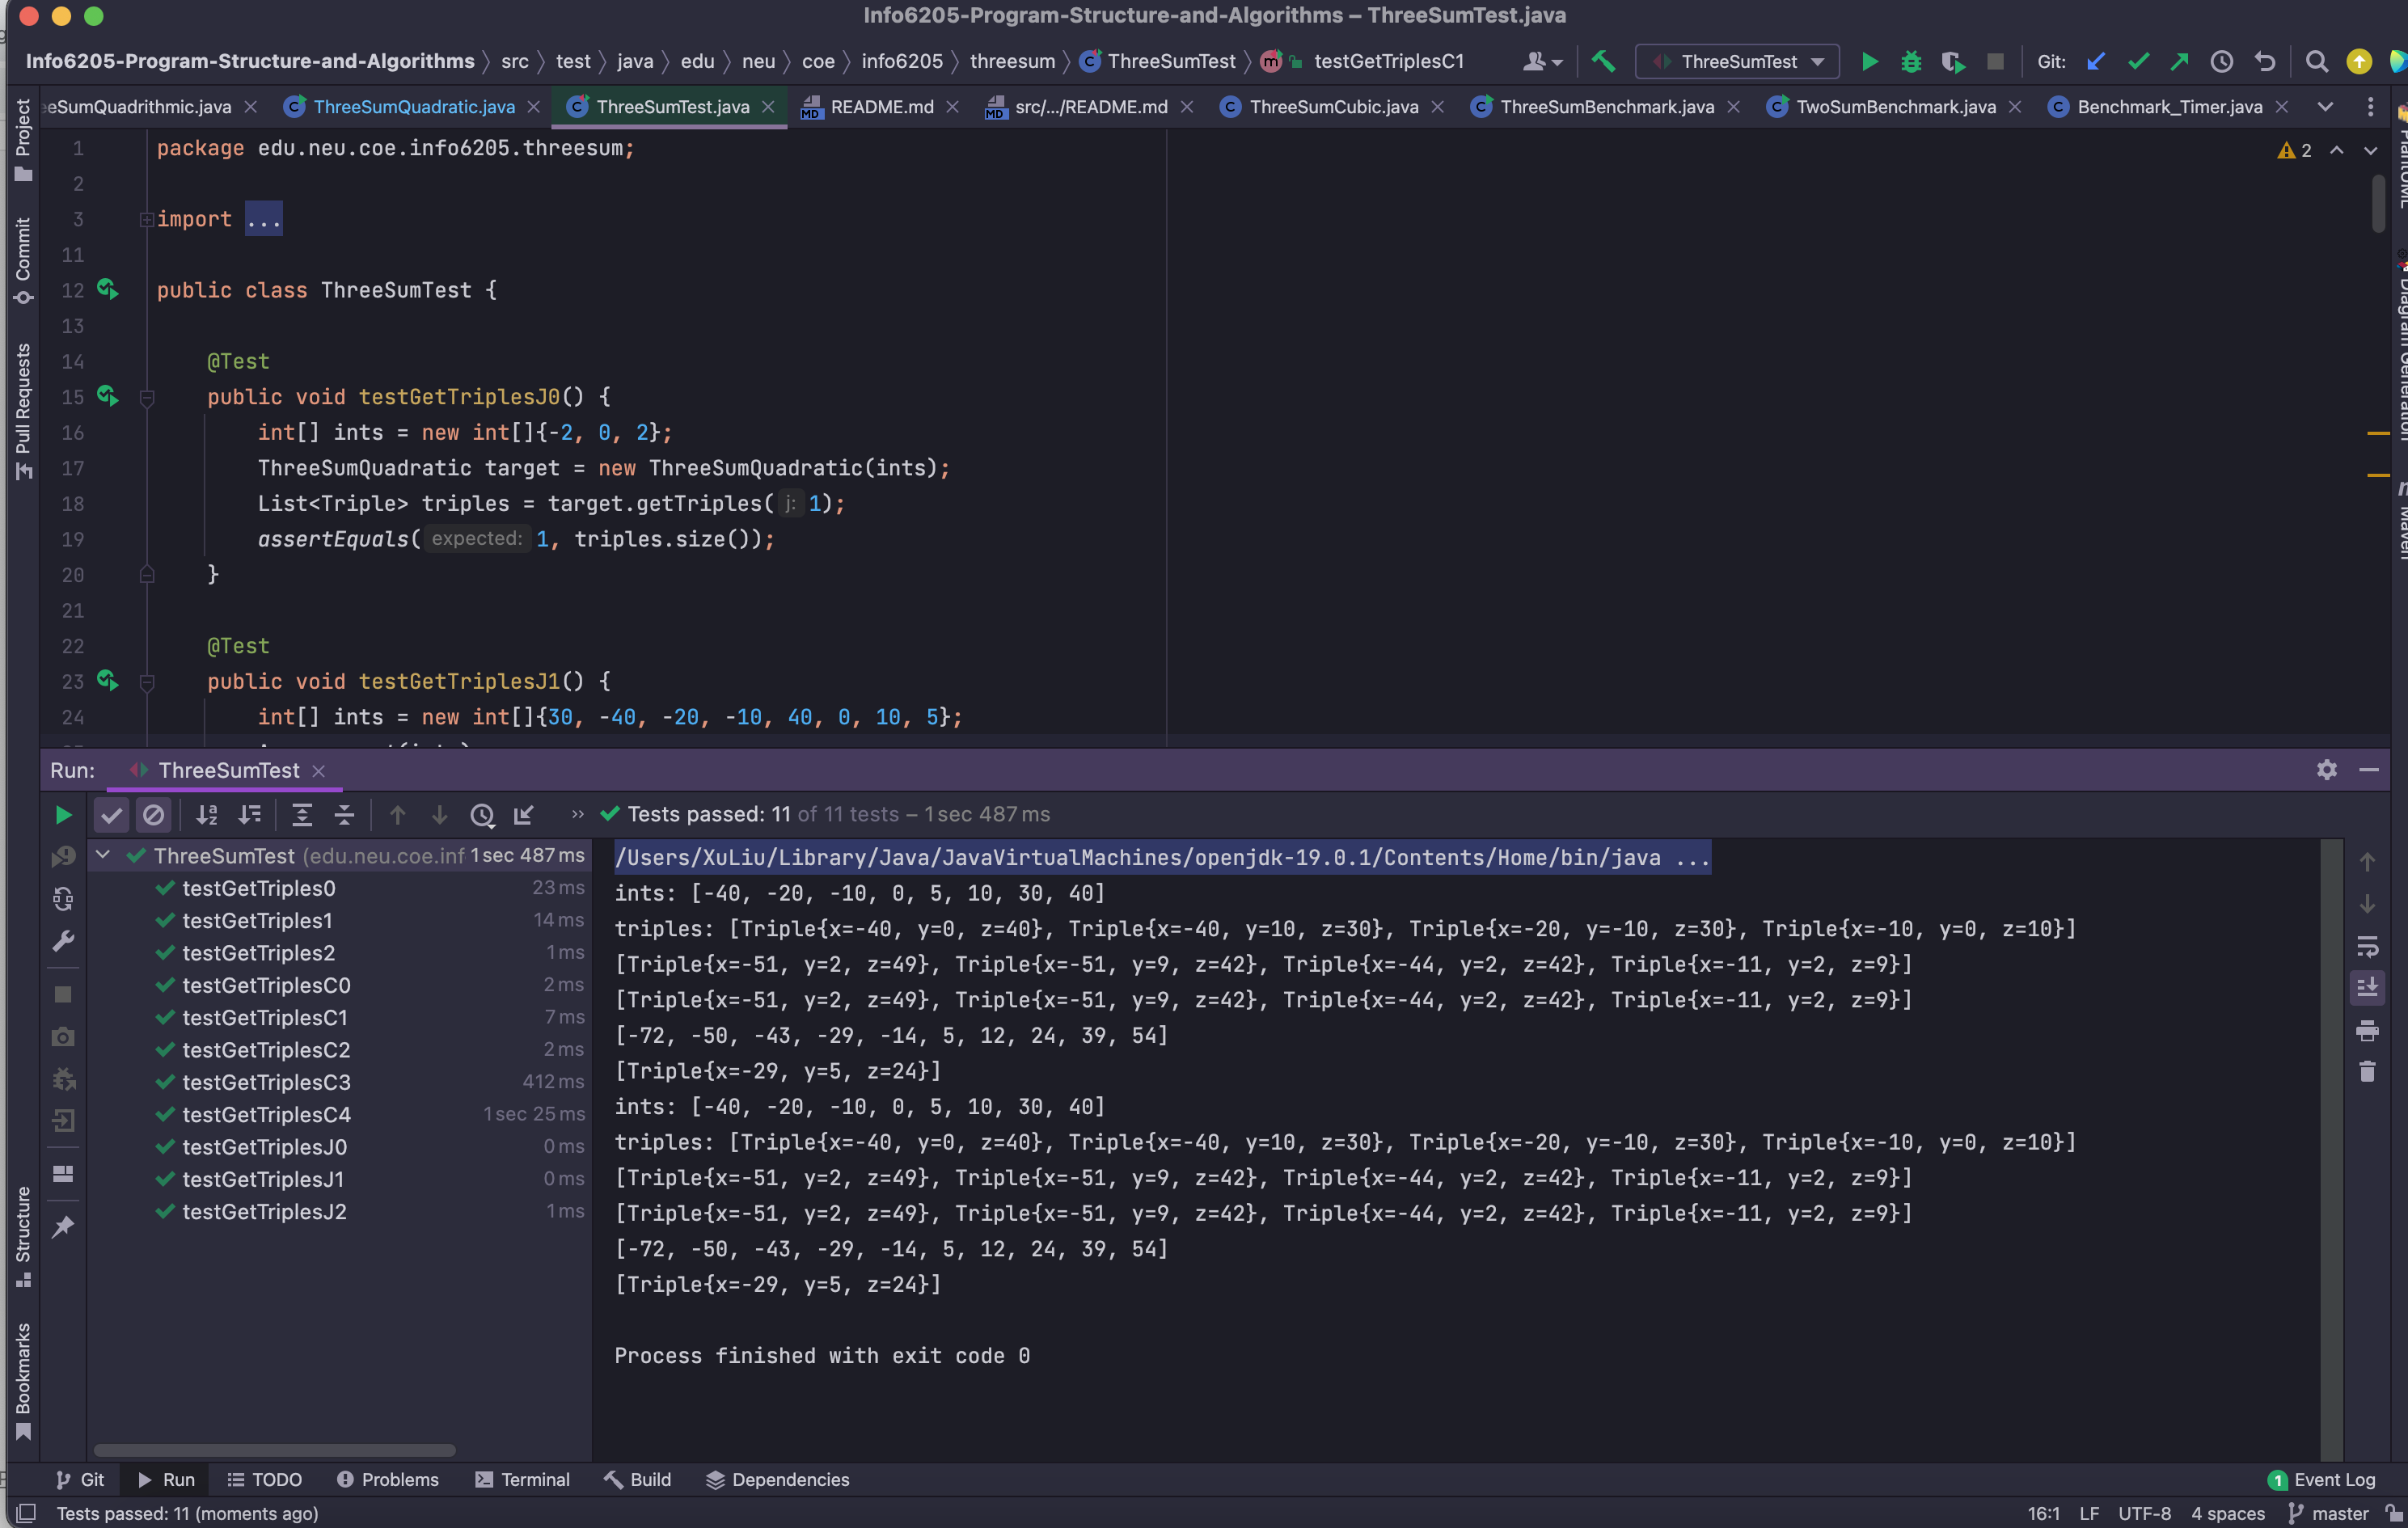 Info6205-Program-Structure-and-Algorithms – ThreeSumTest.java
Info6205-Program-Structure-and-Algorithms src test java edu neu coe info6205 threesum ThreeSumTest testGetTriplesC1 ThreeSumTest Git:
eSumQuadrithmic.java ThreeSumQuadratic.java ThreeSumTest.java README.md src/.../README.md ThreeSumCubic.java ThreeSumBenchmark.java TwoSumBenchmark.java Benchmark_Timer.java
Project
Commit
Pull Requests
Structure
Bookmarks
1 package edu.neu.coe.info6205.threesum;
2
3 import ...
11
12 public class ThreeSumTest {
13
14 @Test
15 public void testGetTriplesJ0() {
16 int[] ints = new int[]{-2, 0, 2};
17 ThreeSumQuadratic target = new ThreeSumQuadratic(ints);
18 List<Triple> triples = target.getTriples( j: 1);
19 assertEquals( expected: 1, triples.size());
20 }
21
22 @Test
23 public void testGetTriplesJ1() {
24 int[] ints = new int[]{30, -40, -20, -10, 40, 0, 10, 5};
2
PlantUML
Diagram Generation
Maven
Run: ThreeSumTest
Tests passed: 11 of 11 tests – 1 sec 487 ms
ThreeSumTest (edu.neu.coe.inf 1 sec 487 ms
testGetTriples0 23 ms
testGetTriples1 14 ms
testGetTriples2 1 ms
testGetTriplesC0 2 ms
testGetTriplesC1 7 ms
testGetTriplesC2 2 ms
testGetTriplesC3 412 ms
testGetTriplesC4 1 sec 25 ms
testGetTriplesJ0 0 ms
testGetTriplesJ1 0 ms
testGetTriplesJ2 1 ms
/Users/XuLiu/Library/Java/JavaVirtualMachines/openjdk-19.0.1/Contents/Home/bin/java ...
ints: [-40, -20, -10, 0, 5, 10, 30, 40]
triples: [Triple{x=-40, y=0, z=40}, Triple{x=-40, y=10, z=30}, Triple{x=-20, y=-10, z=30}, Triple{x=-10, y=0, z=10}]
[Triple{x=-51, y=2, z=49}, Triple{x=-51, y=9, z=42}, Triple{x=-44, y=2, z=42}, Triple{x=-11, y=2, z=9}]
[Triple{x=-51, y=2, z=49}, Triple{x=-51, y=9, z=42}, Triple{x=-44, y=2, z=42}, Triple{x=-11, y=2, z=9}]
[-72, -50, -43, -29, -14, 5, 12, 24, 39, 54]
[Triple{x=-29, y=5, z=24}]
ints: [-40, -20, -10, 0, 5, 10, 30, 40]
triples: [Triple{x=-40, y=0, z=40}, Triple{x=-40, y=10, z=30}, Triple{x=-20, y=-10, z=30}, Triple{x=-10, y=0, z=10}]
[Triple{x=-51, y=2, z=49}, Triple{x=-51, y=9, z=42}, Triple{x=-44, y=2, z=42}, Triple{x=-11, y=2, z=9}]
[Triple{x=-51, y=2, z=49}, Triple{x=-51, y=9, z=42}, Triple{x=-44, y=2, z=42}, Triple{x=-11, y=2, z=9}]
[-72, -50, -43, -29, -14, 5, 12, 24, 39, 54]
[Triple{x=-29, y=5, z=24}]
Process finished with exit code 0
Git Run TODO Problems Terminal Build Dependencies 1 Event Log
Tests passed: 11 (moments ago) 16:1 LF UTF-8 4 spaces master